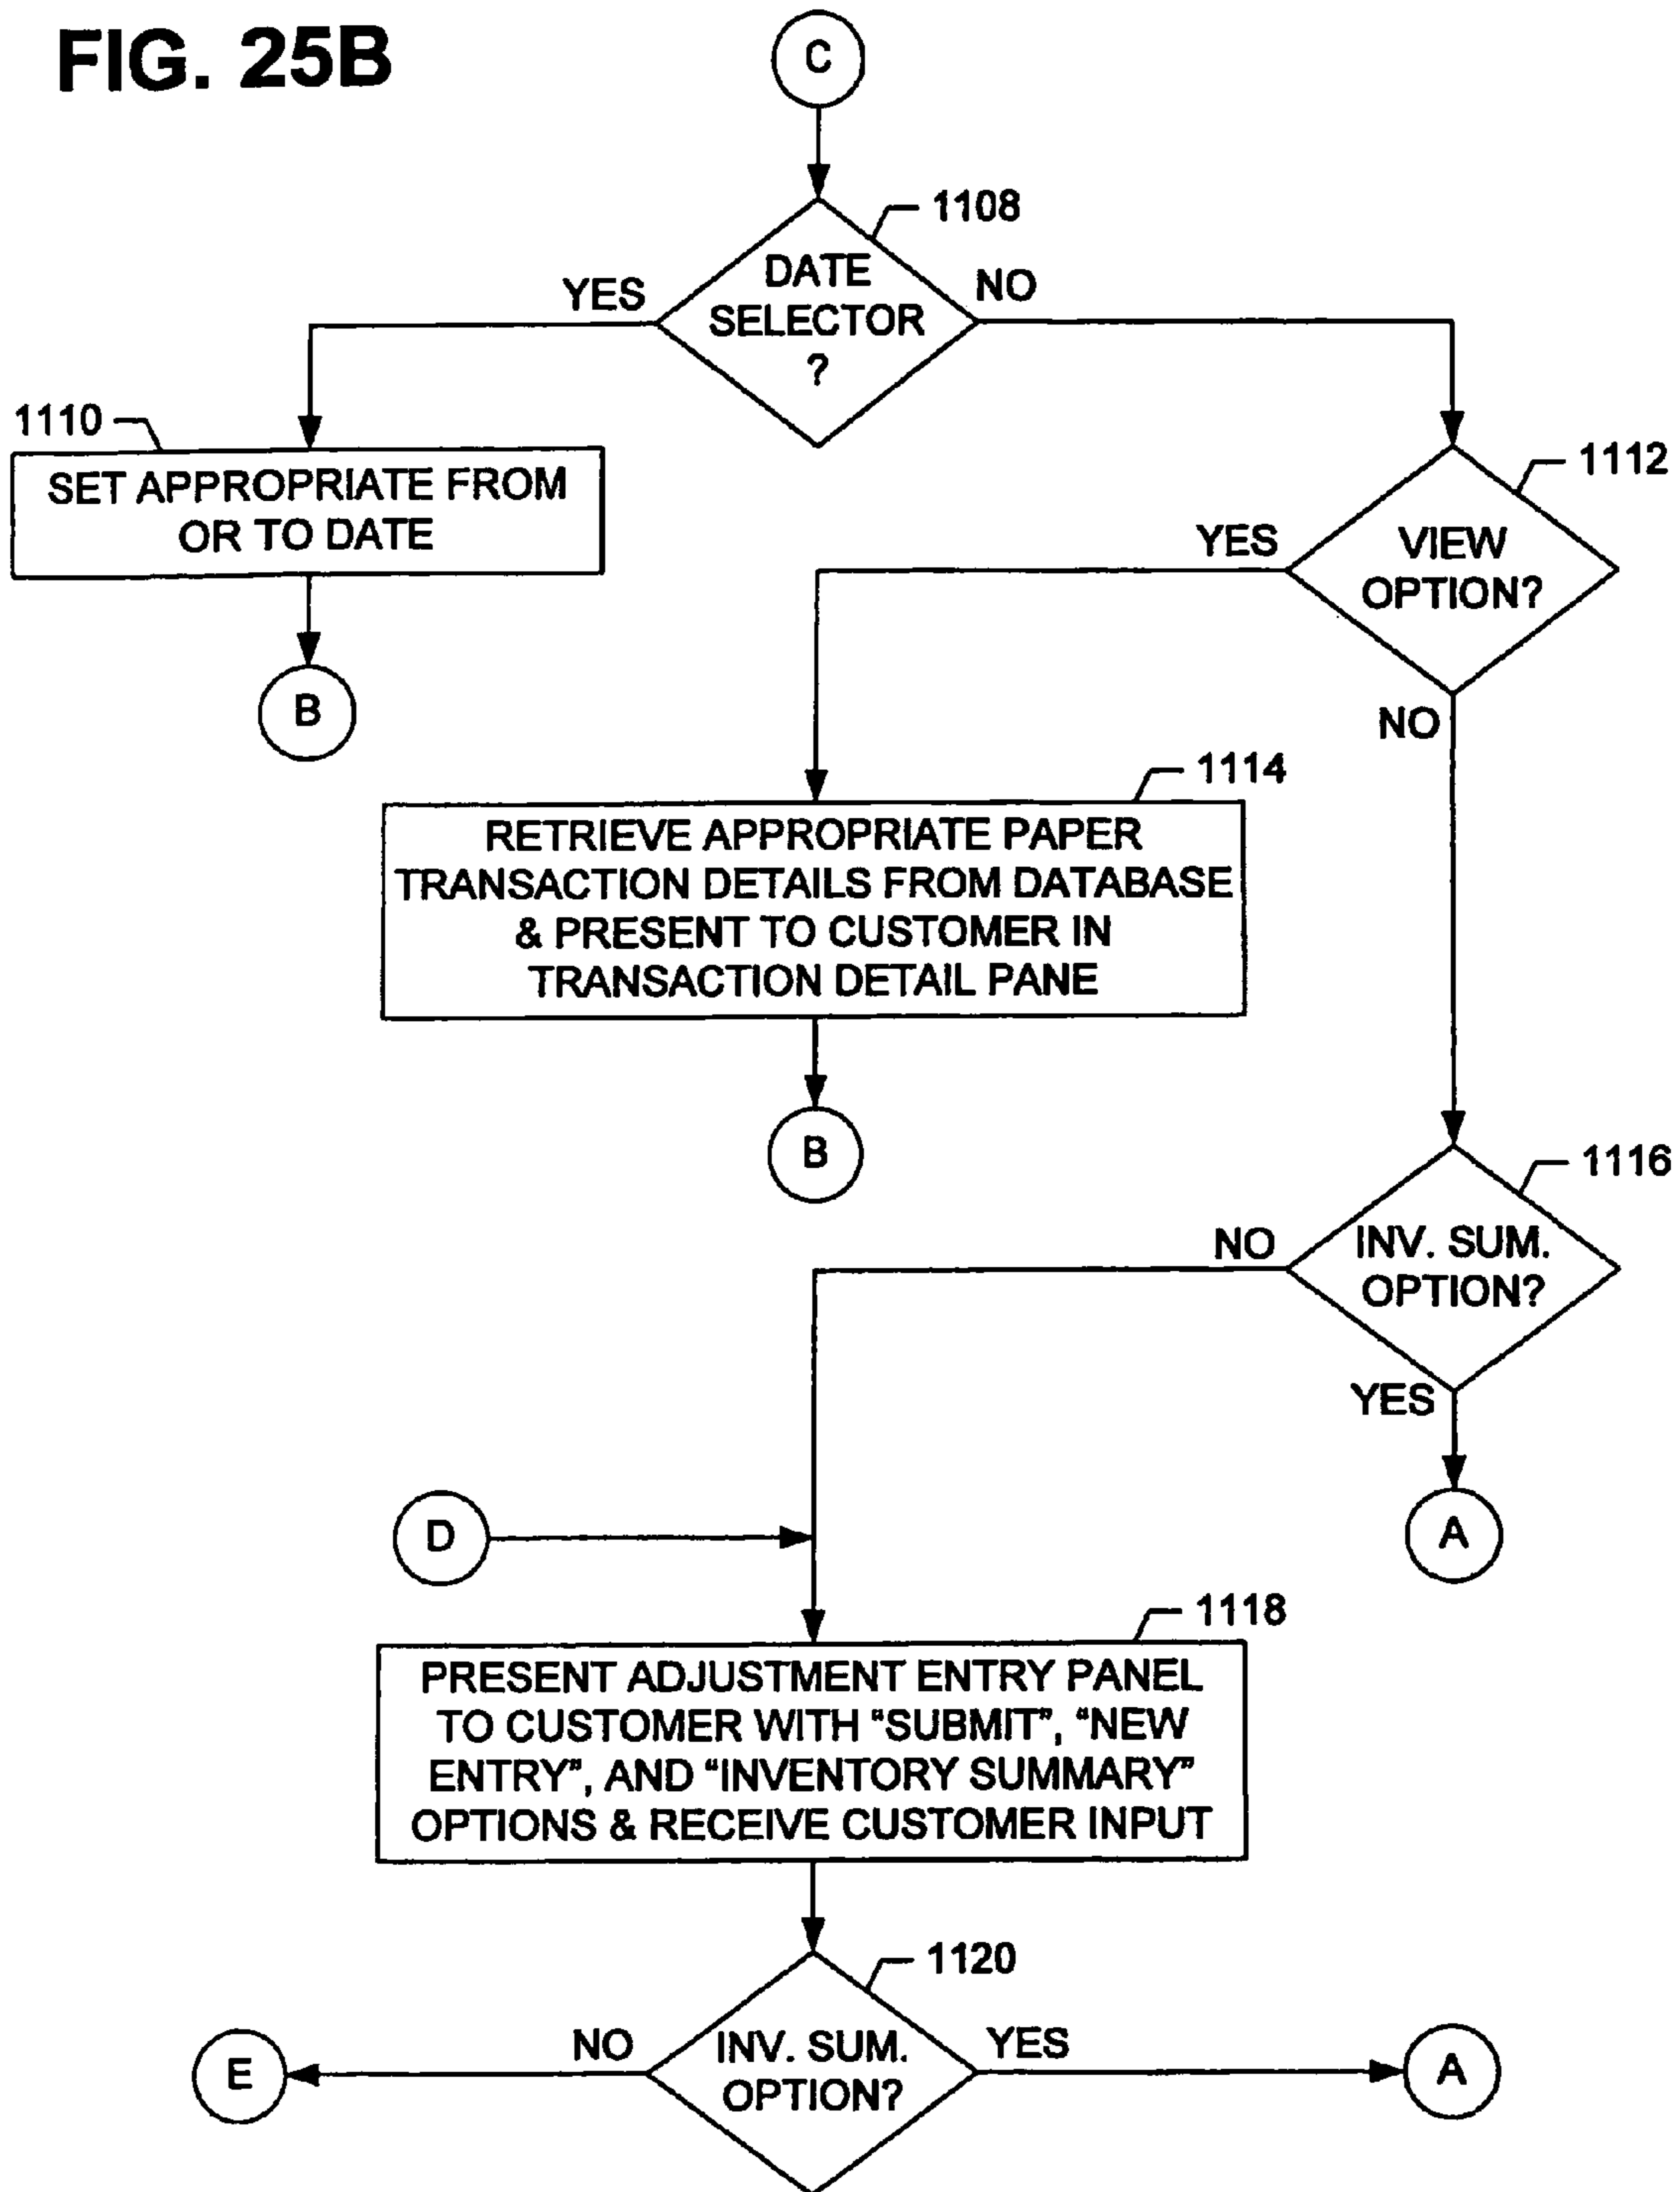 FIG. 25B
C
1108
DATE
SELECTOR
?
YES
NO
1110
SET APPROPRIATE FROM
OR TO DATE
B
1112
VIEW
OPTION?
YES
NO
1114
RETRIEVE APPROPRIATE PAPER
TRANSACTION DETAILS FROM DATABASE
& PRESENT TO CUSTOMER IN
TRANSACTION DETAIL PANE
B
1116
INV. SUM.
OPTION?
NO
YES
A
D
1118
PRESENT ADJUSTMENT ENTRY PANEL
TO CUSTOMER WITH "SUBMIT", "NEW
ENTRY", AND "INVENTORY SUMMARY"
OPTIONS & RECEIVE CUSTOMER INPUT
1120
INV. SUM.
OPTION?
NO
YES
E
A